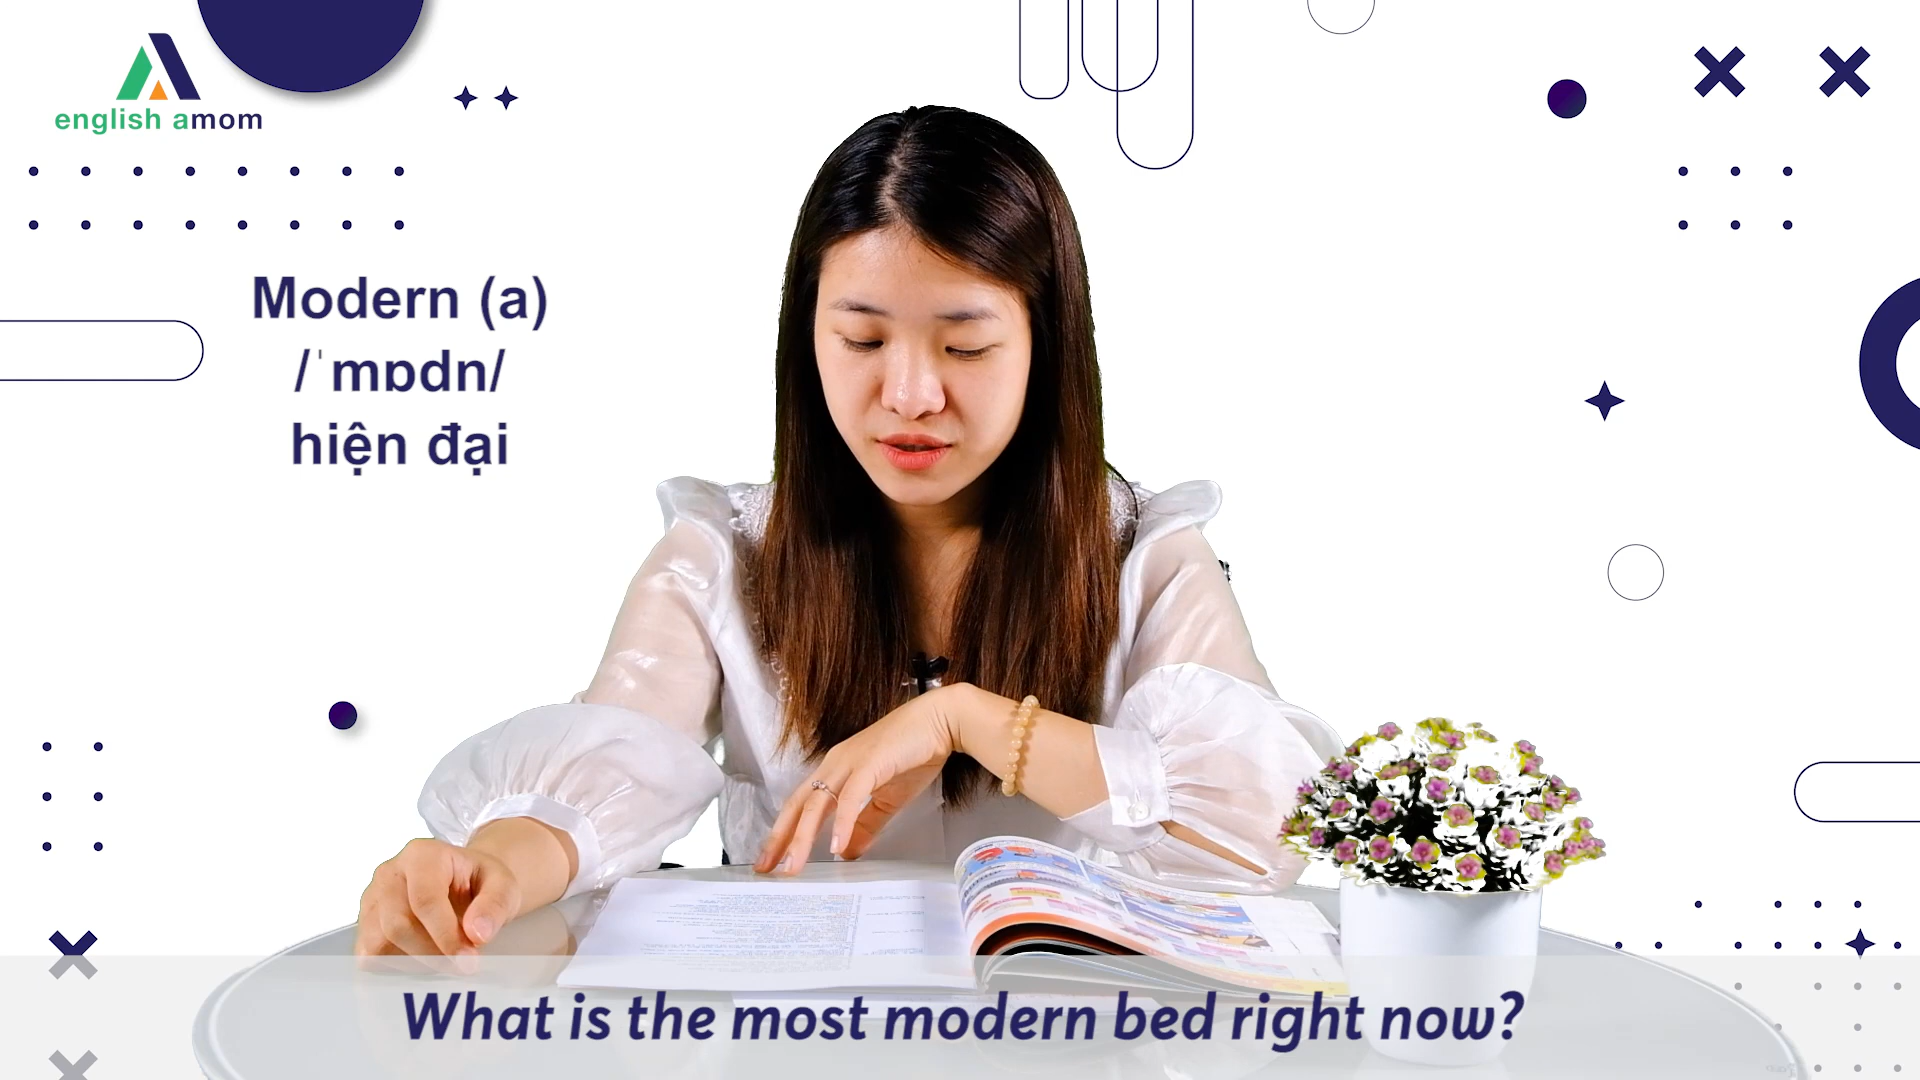 english amom
Modern (a)
/ˈmɒdn/
hiện đại
What is the most modern bed right now?